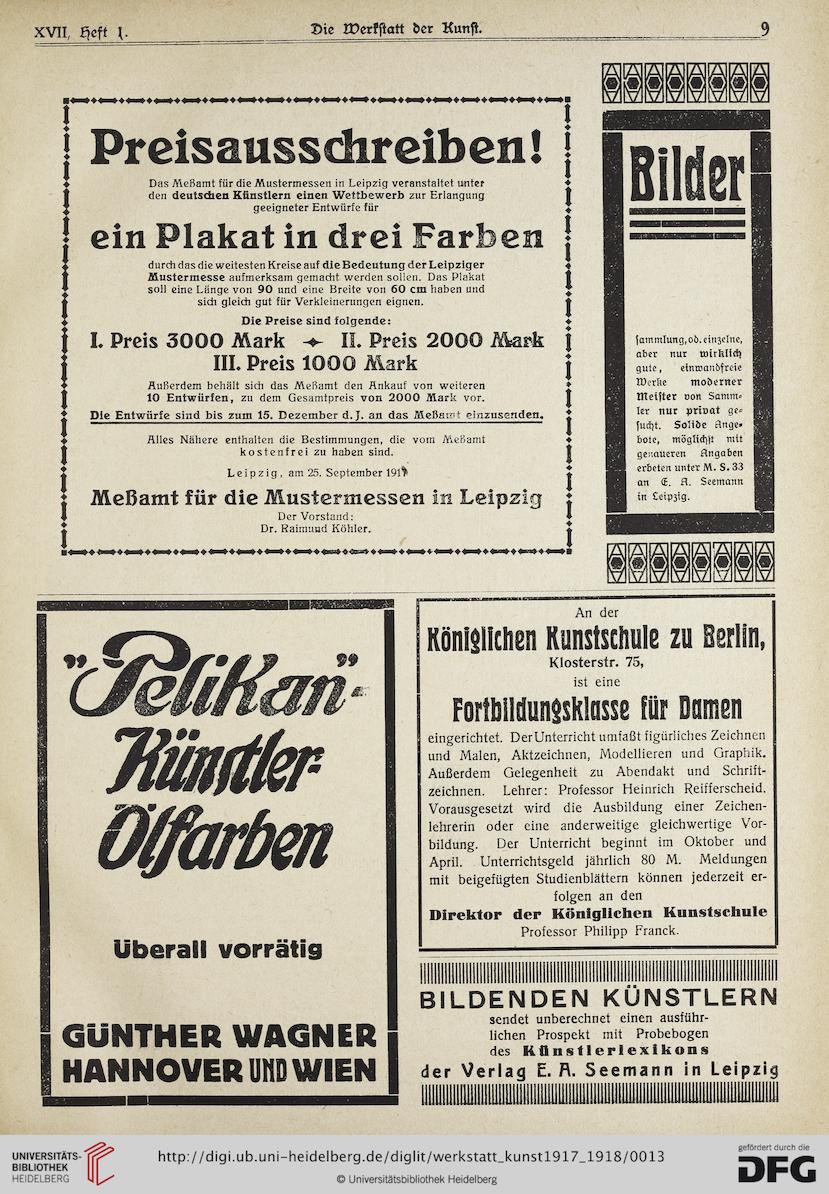 XVII, Heft 1.
Die Werkstatt der Kunst.
9
Preisausschreiben!
Das Meßamt für die Mustermessen in Leipzig veranstaltet unter
den deutschen Künstlern einen Wettbewerb zur Erlangung
geeigneter Entwürfe für
ein Plakat in drei Farben
durch das die weitesten Kreise auf die Bedeutung der Leipziger
Mustermesse aufmerksam gemacht werden sollen. Das Plakat
soll eine Länge von 90 und eine Breite von 60 cm haben und
sich gleich gut für Verkleinerungen eignen.
Die Preise sind folgende:
I. Preis 3000 Mark II. Preis 2000 Mark
III. Preis 1000 Mark
Außerdem behält sich das Meßamt den Ankauf von weiteren
10 Entwürfen, zu dem Gesamtpreis von 2000 Mark vor.
Die Entwürfe sind bis zum 15. Dezember d. J. an das Meßamt einzusenden.
Alles Nähere enthalten die Bestimmungen, die vom Meßamt
kostenfrei zu haben sind.
Leipzig, am 25. September 1917
Meßamt für die Mustermessen in Leipzig
Der Vorstand:
Dr. Raimund Köhler.
Bilder
sammlung, od. einzelne,
aber nur wirklich
gute, einwandfreie
Werke moderner
Meister von Samm-
ler nur privat ge-
sucht. Solide Ange-
bote, möglichst mit
genaueren Angaben
erbeten unter M. S. 33
an E. A. Seemann
in Leipzig.
"Pelikan"-
Künstler-
Ölfarben
Überall vorrätig
GÜNTHER WAGNER
HANNOVER UND WIEN
An der
Königlichen Kunstschule zu Berlin,
Klosterstr. 75,
ist eine
Fortbildungsklasse für Damen
eingerichtet. Der Unterricht umfaßt figürliches Zeichnen
und Malen, Aktzeichnen, Modellieren und Graphik.
Außerdem Gelegenheit zu Abendakt und Schrift-
zeichnen. Lehrer: Professor Heinrich Reifferscheid.
Vorausgesetzt wird die Ausbildung einer Zeichen-
lehrerin oder eine anderweitige gleichwertige Vor-
bildung. Der Unterricht beginnt im Oktober und
April. Unterrichtsgeld jährlich 80 M. Meldungen
mit beigefügten Studienblättern können jederzeit er-
folgen an den
Direktor der Königlichen Kunstschule
Professor Philipp Franck.
BILDENDEN KÜNSTLERN
sendet unberechnet einen ausführ-
lichen Prospekt mit Probebogen
des Künstlerlexikons
der Verlag E. A. Seemann in Leipzig
UNIVERSITÄTS-
BIBLIOTHEK
HEIDELBERG
http://digi.ub.uni-heidelberg.de/diglit/werkstatt_kunst1917_1918/0013
© Universitätsbibliothek Heidelberg
gefördert durch die
DFG